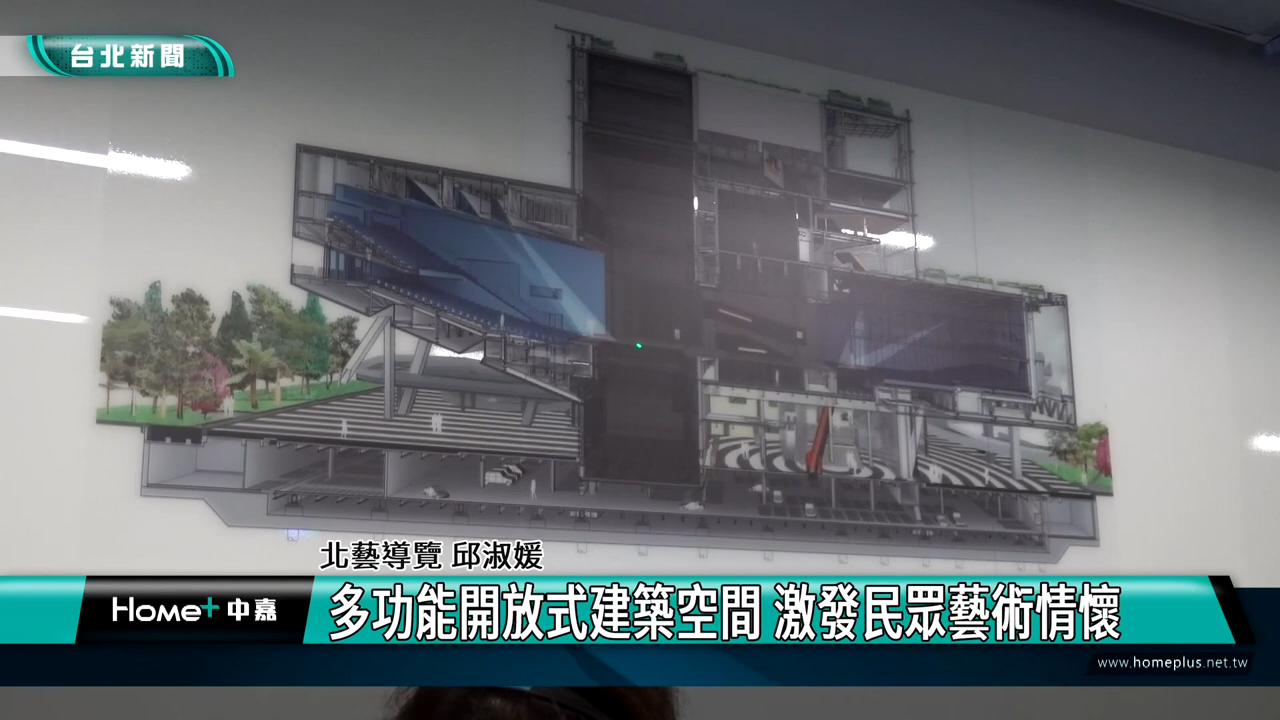 台北新聞
北藝導覽 邱淑媛
Home+中嘉
多功能開放式建築空間 激發民眾藝術情懷
www.homeplus.net.tw